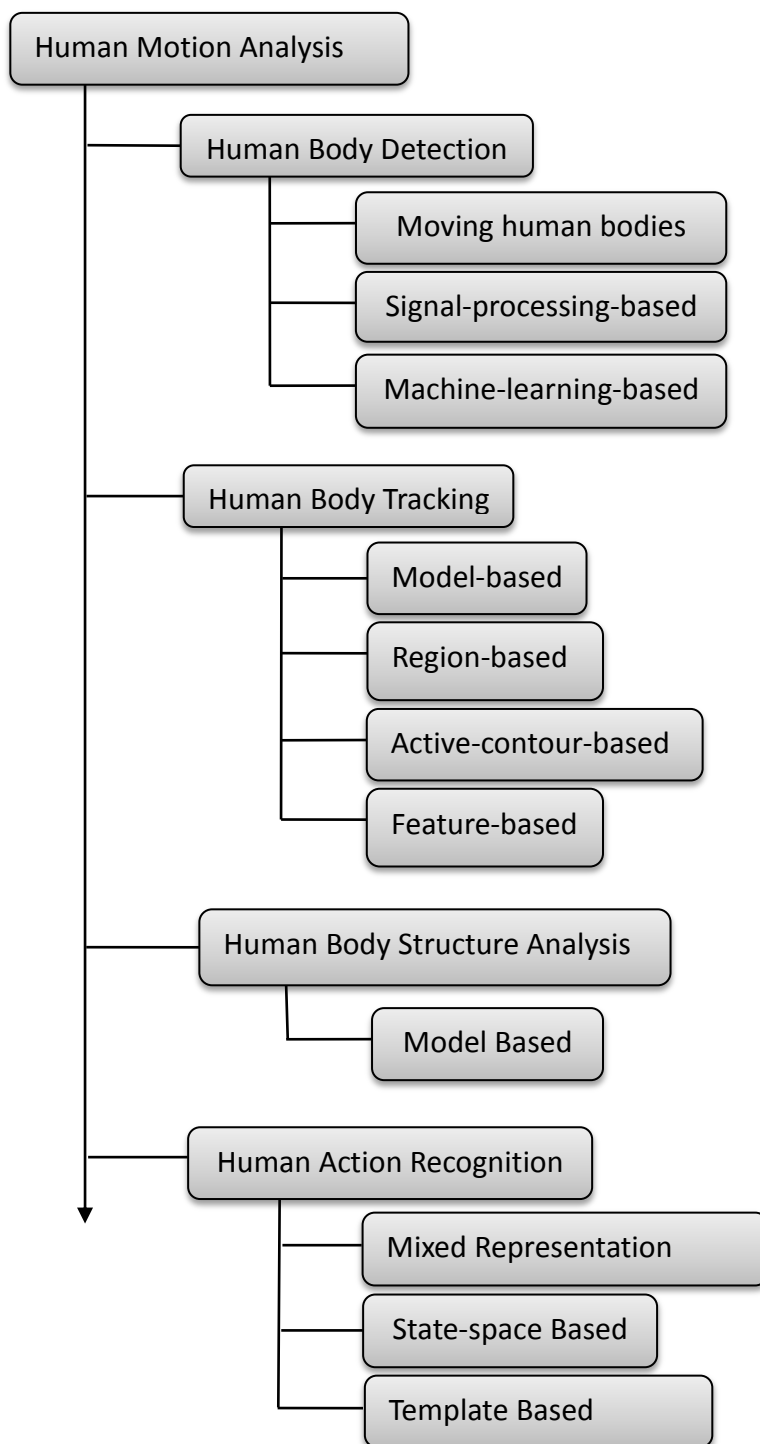 Human Motion Analysis
Human Body Detection
Moving human bodies
Signal-processing-based
Machine-learning-based
Human Body Tracking
Model-based
Region-based
Active-contour-based
Feature-based
Human Body Structure Analysis
Model Based
Human Action Recognition
Mixed Representation
State-space Based
Template Based